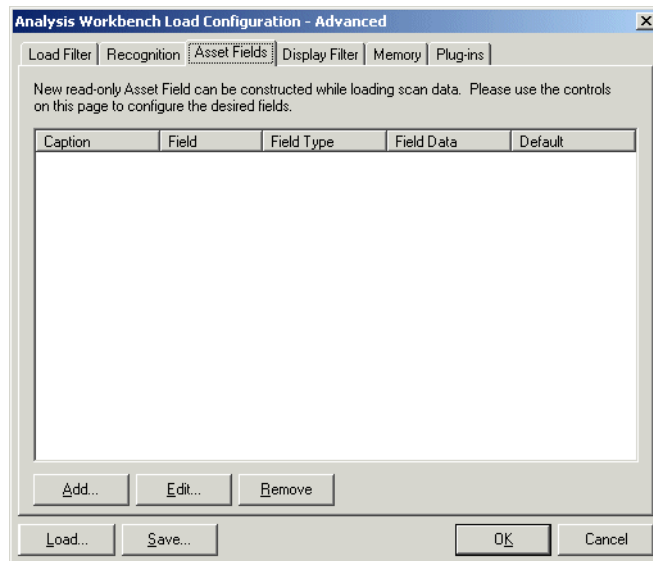 Analysis Workbench Load Configuration - Advanced
Load Filter Recognition Asset Fields Display Filter Memory Plug-ins
New read-only Asset Field can be constructed while loading scan data. Please use the controls
on this page to configure the desired fields.
Caption Field Field Type Field Data Default
Add... Edit... Remove
Load... Save... OK Cancel